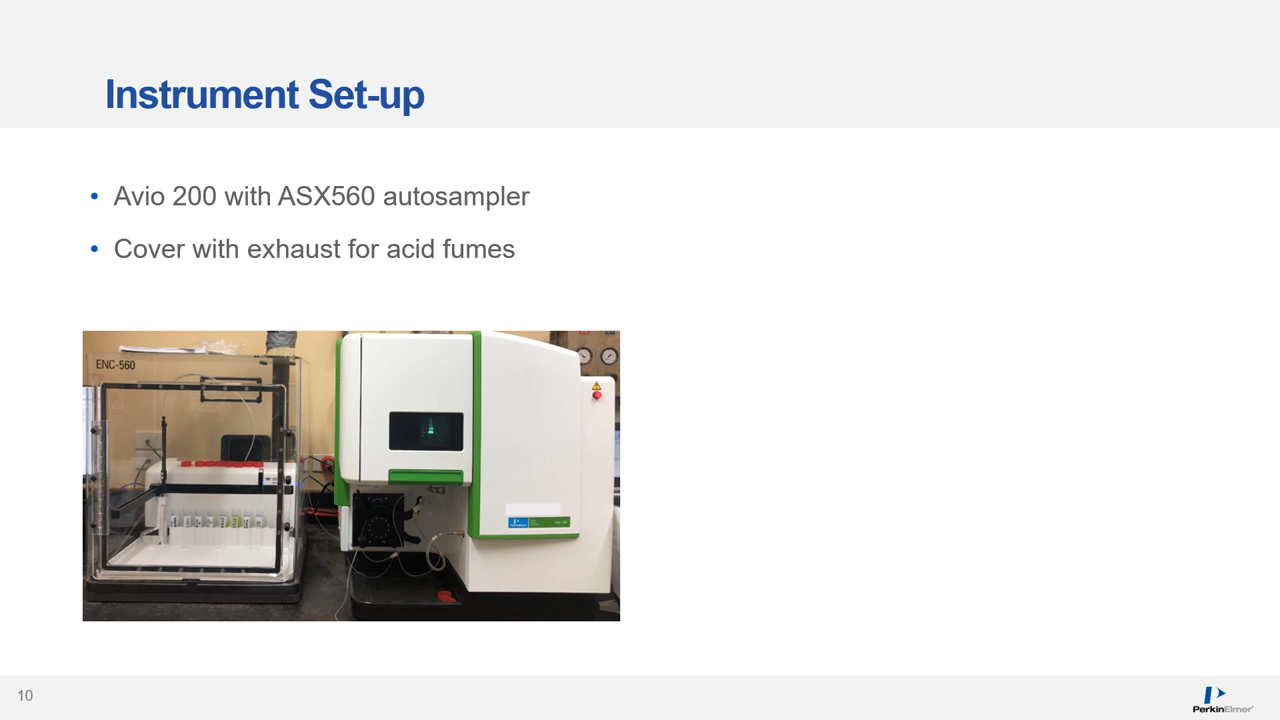 Instrument Set-up
• Avio 200 with ASX560 autosampler
• Cover with exhaust for acid fumes
ENC-560
10
PerkinElmer